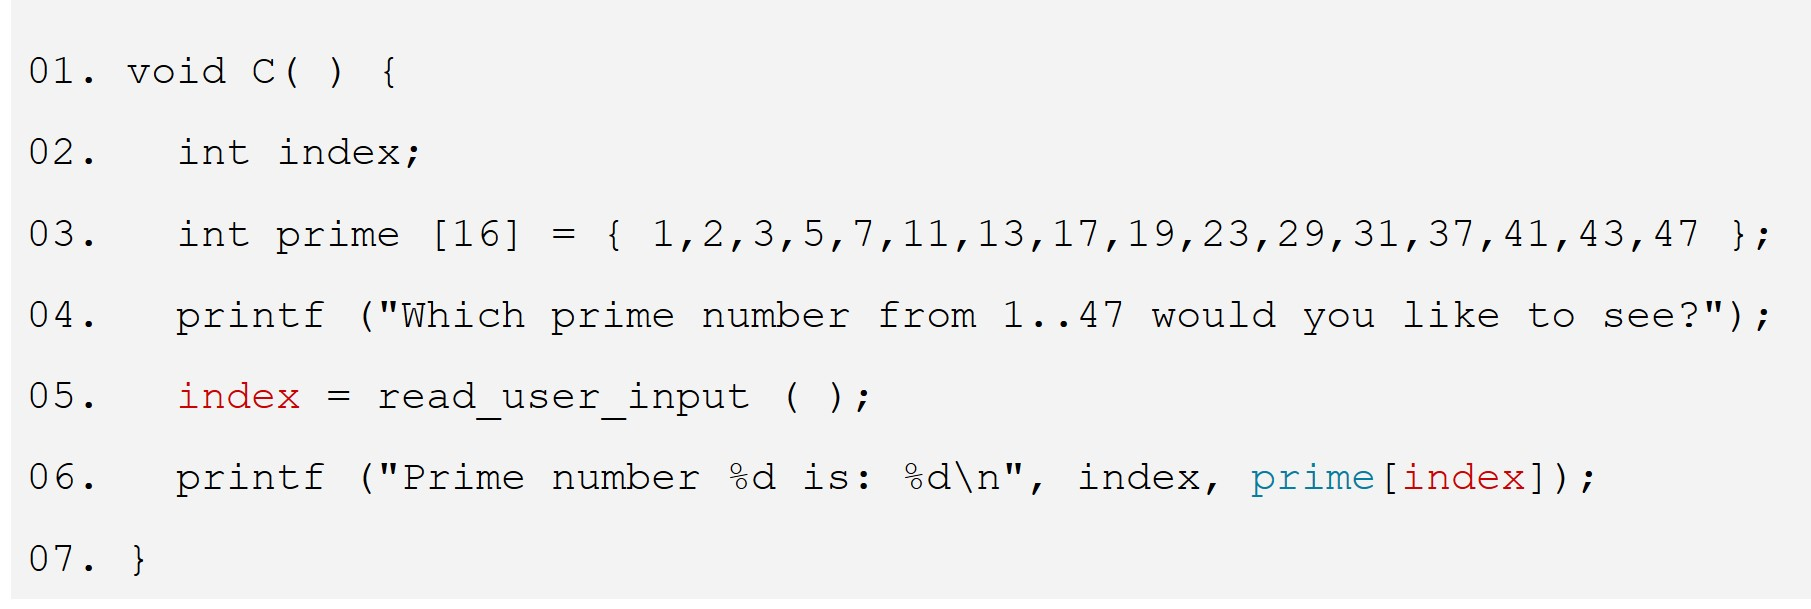 01. void C( ) {
02.   int index;
03.   int prime [16] = { 1,2,3,5,7,11,13,17,19,23,29,31,37,41,43,47 };
04.   printf ("Which prime number from 1..47 would you like to see?");
05.   index = read_user_input ( );
06.   printf ("Prime number %d is: %d\n", index, prime[index]);
07. }